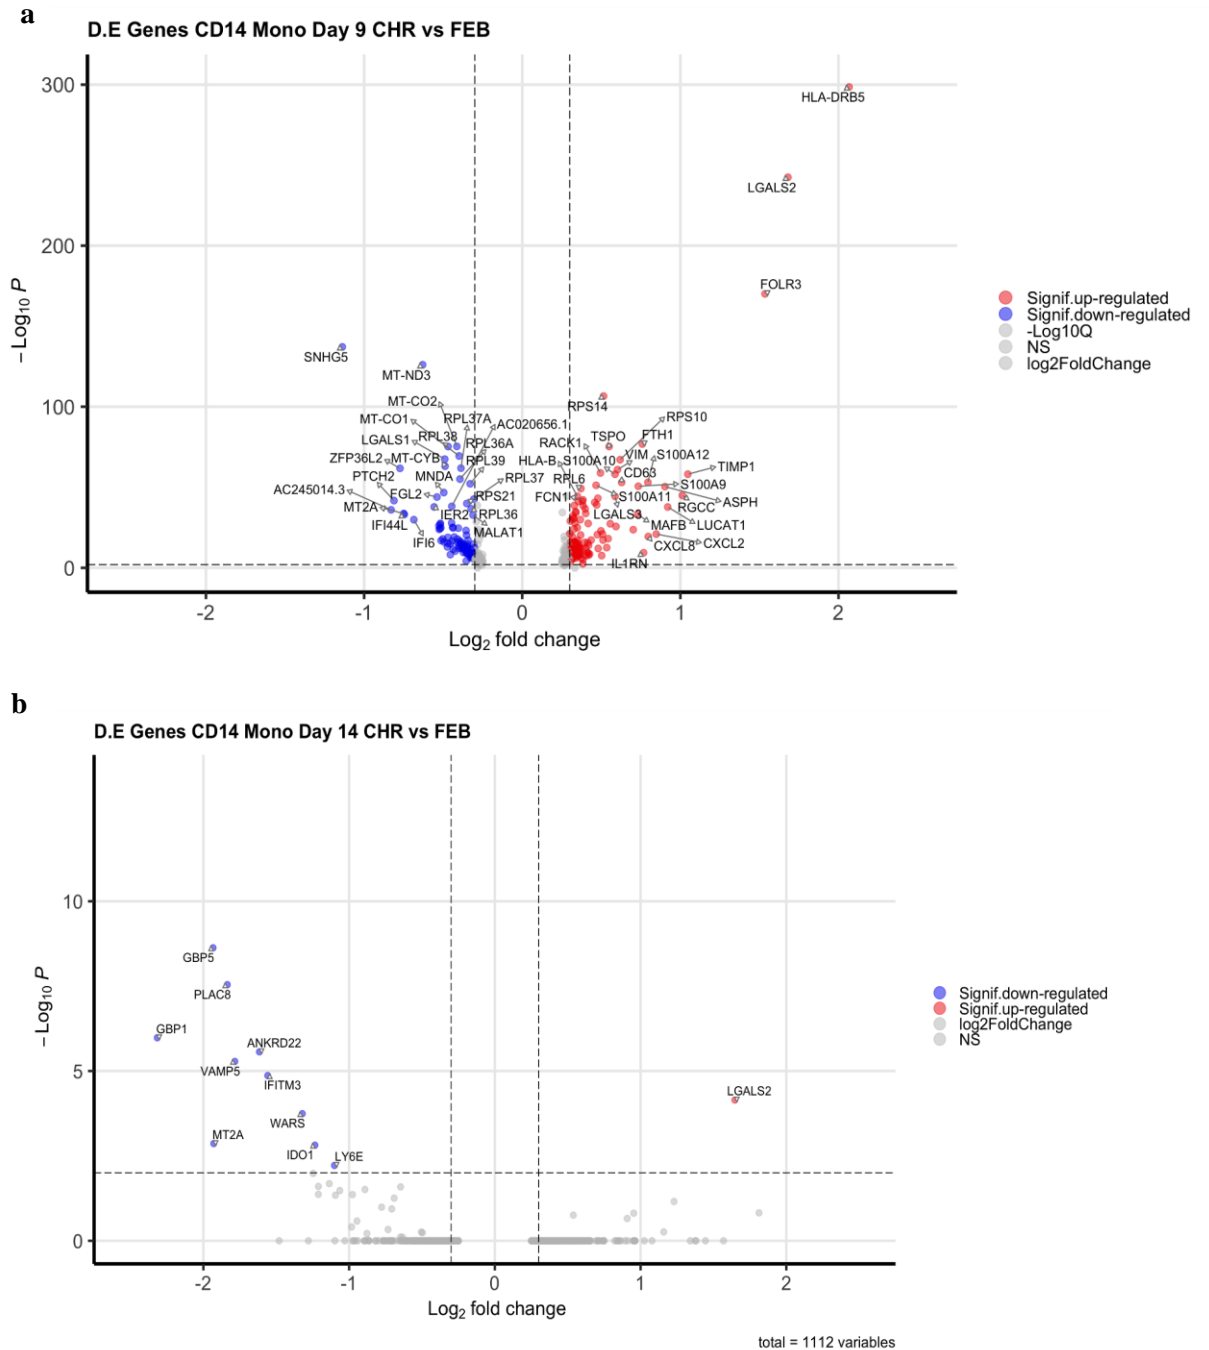 a
D.E Genes CD14 Mono Day 9 CHR vs FEB
300
HLA-DRB5
LGALS2
200
FOLR3
SNHG5
MT-ND3
MT-CO2
100
RPS14
MT-CO1
RPL37A
AC020656.1
RPS10
LGALS1
RPL38
RPL36A
RACK1
TSPO
FTH1
ZFP36L2
MT-CYB
RPL39
HLA-B
S100A10
VIM
S100A12
PTCH2
MNDA
RPL37
RPL6
CD63
TIMP1
AC245014.3
FGL2
RPS21
FCN1
S100A11
S100A9
MT2A
IER2
RPL36
LGALS3
RGCC
ASPH
IFI44L
MALAT1
MAFB
LUCAT1
IFI6
CXCL8
CXCL2
IL1RN
0
-2
-1
0
1
2
Log2 fold change
−Log10 P
Signif.up-regulated
Signif.down-regulated
-Log10Q
NS
log2FoldChange
b
D.E Genes CD14 Mono Day 14 CHR vs FEB
10
GBP5
PLAC8
GBP1
ANKRD22
VAMP5
5
IFITM3
LGALS2
WARS
MT2A
IDO1
LY6E
0
-2
-1
0
1
2
Log2 fold change
−Log10 P
Signif.down-regulated
Signif.up-regulated
log2FoldChange
NS
total = 1112 variables